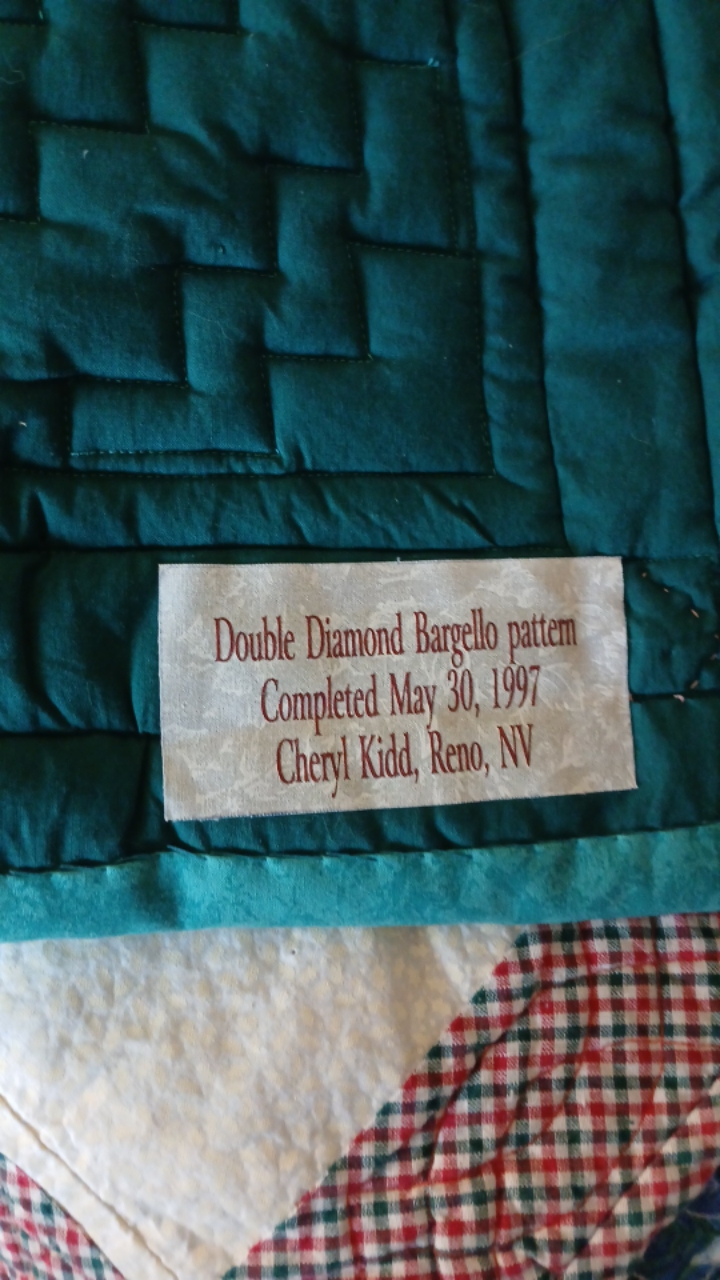 Double Diamond Bargello pattern
Completed May 30, 1997
Cheryl Kidd, Reno, NV